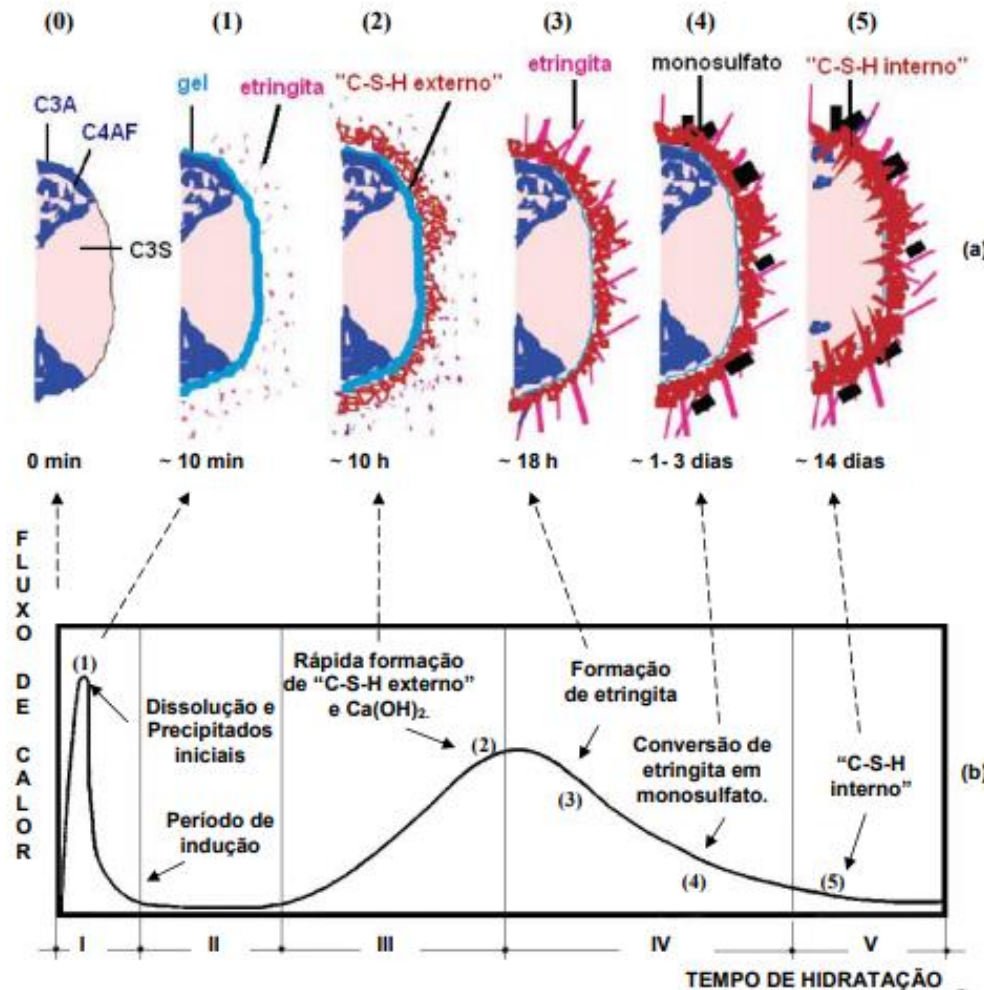 (0) (1) (2) (3) (4) (5)
C3A
C4AF
C3S
gel
etringita
"C-S-H externo"
etringita
monosulfato
"C-S-H interno"
(a)
0 min ~ 10 min ~ 10 h ~ 18 h ~ 1- 3 dias ~ 14 dias
FLUXO DE CALOR
(1)
Dissolução e
Precipitados
iniciais
Período de
indução
Rápida formação
de “C-S-H externo”
e Ca(OH)2.
(2)
Formação
de etringita
(3)
Conversão de
etringita em
monosulfato.
(4)
“C-S-H
interno”
(5)
(b)
I II III IV V
TEMPO DE HIDRATAÇÃO